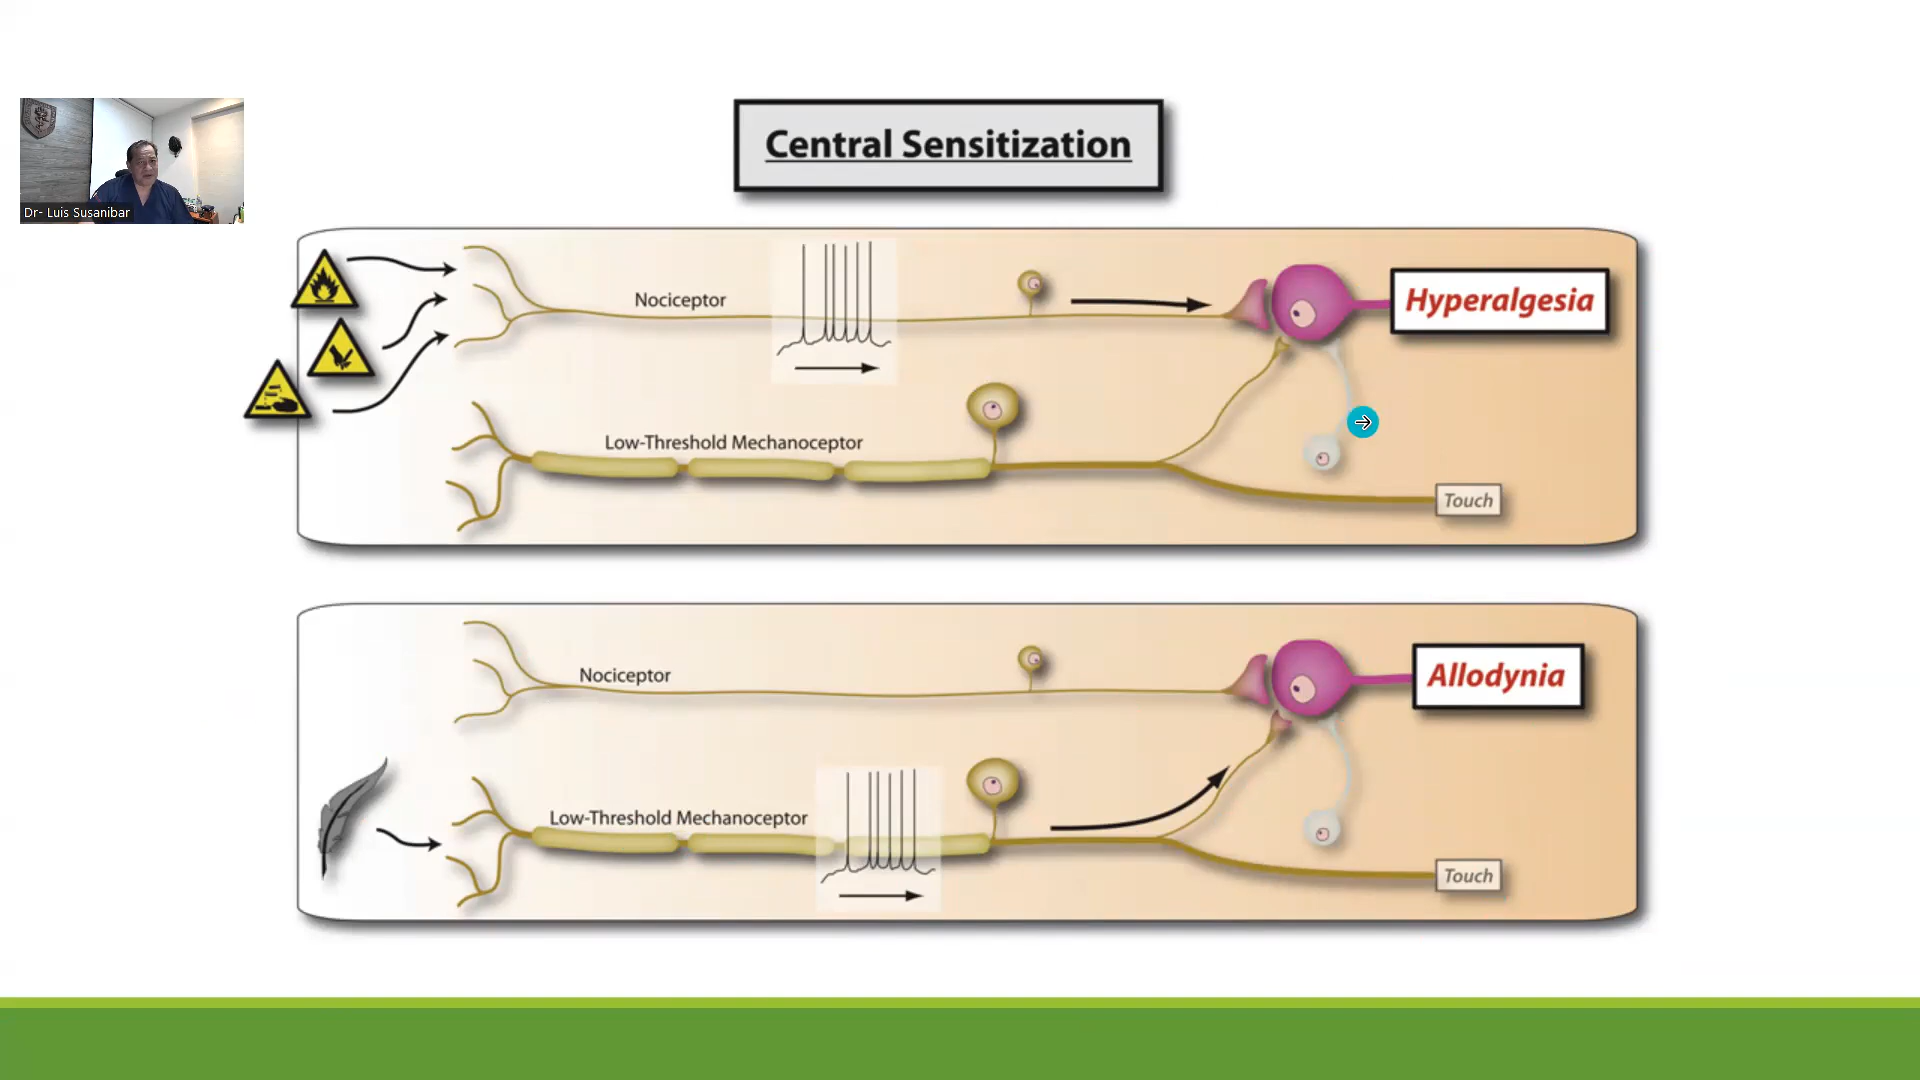 Central Sensitization
Dr- Luis Susanibar
Nociceptor
Hyperalgesia
Low-Threshold Mechanoceptor
Touch
Nociceptor
Allodynia
Low-Threshold Mechanoceptor
Touch